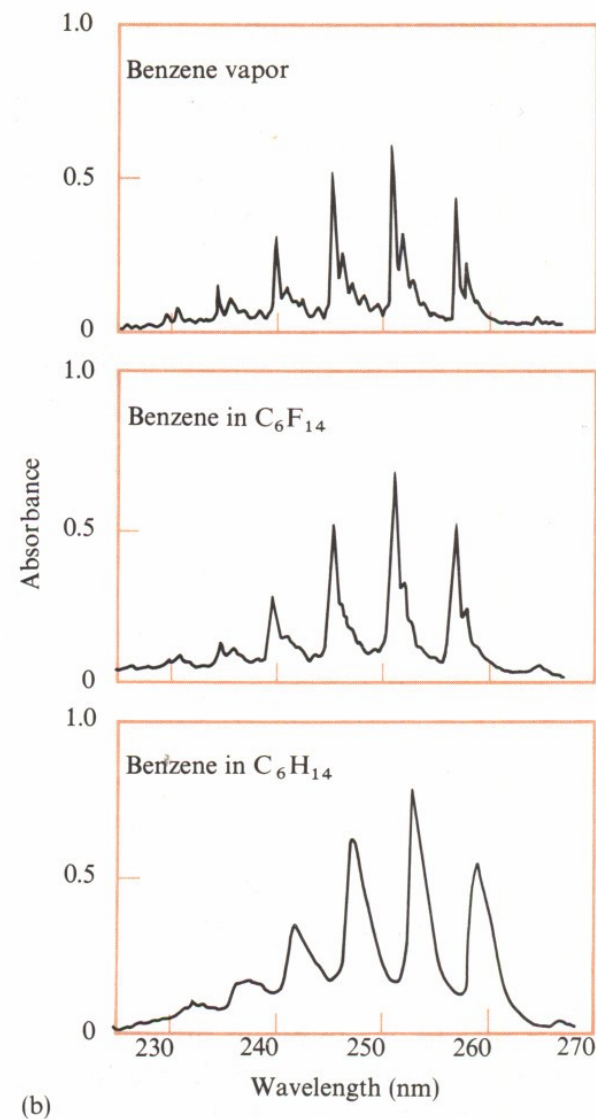 1.0
Benzene vapor
0.5
0
1.0
Benzene in C₆F₁₄
0.5
0
1.0
Benzene in C₆H₁₄
0.5
0
230 240 250 260 270
Absorbance
Wavelength (nm)
(b)